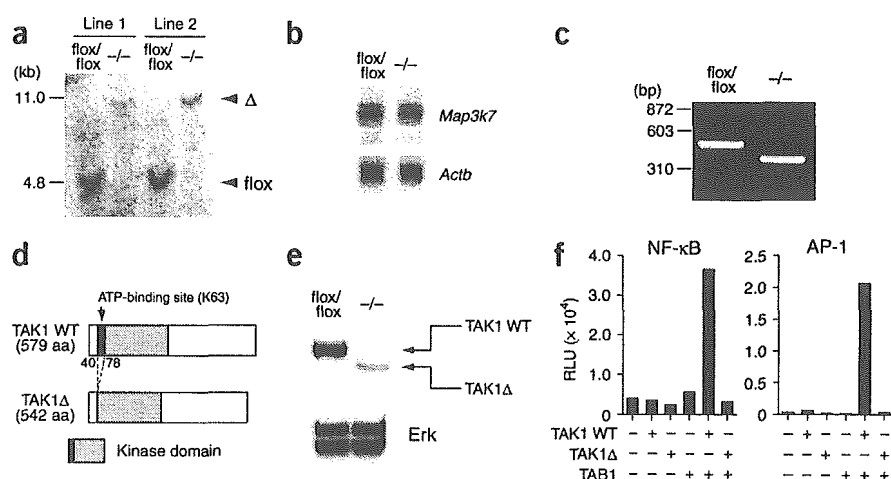 a
Line 1 Line 2
flox/flox –/– flox/flox –/–
(kb)
11.0
4.8
Δ
flox
b
flox/flox –/–
Map3k7
Actb
c
flox/flox –/–
(bp)
872
603
310
d
ATP-binding site (K63)
TAK1 WT
(579 aa)
40 78
TAK1Δ
(542 aa)
Kinase domain
e
flox/flox –/–
TAK1 WT
TAK1Δ
Erk
f
NF-κB
RLU (× 10⁴)
4.0
3.0
2.0
1.0
0.4
0
AP-1
2.5
2.0
1.5
1.0
0.5
0
TAK1 WT – + – – + – – + – – + –
TAK1Δ – – + – – + – – + – – +
TAB1 – – – + + + – – – + + +